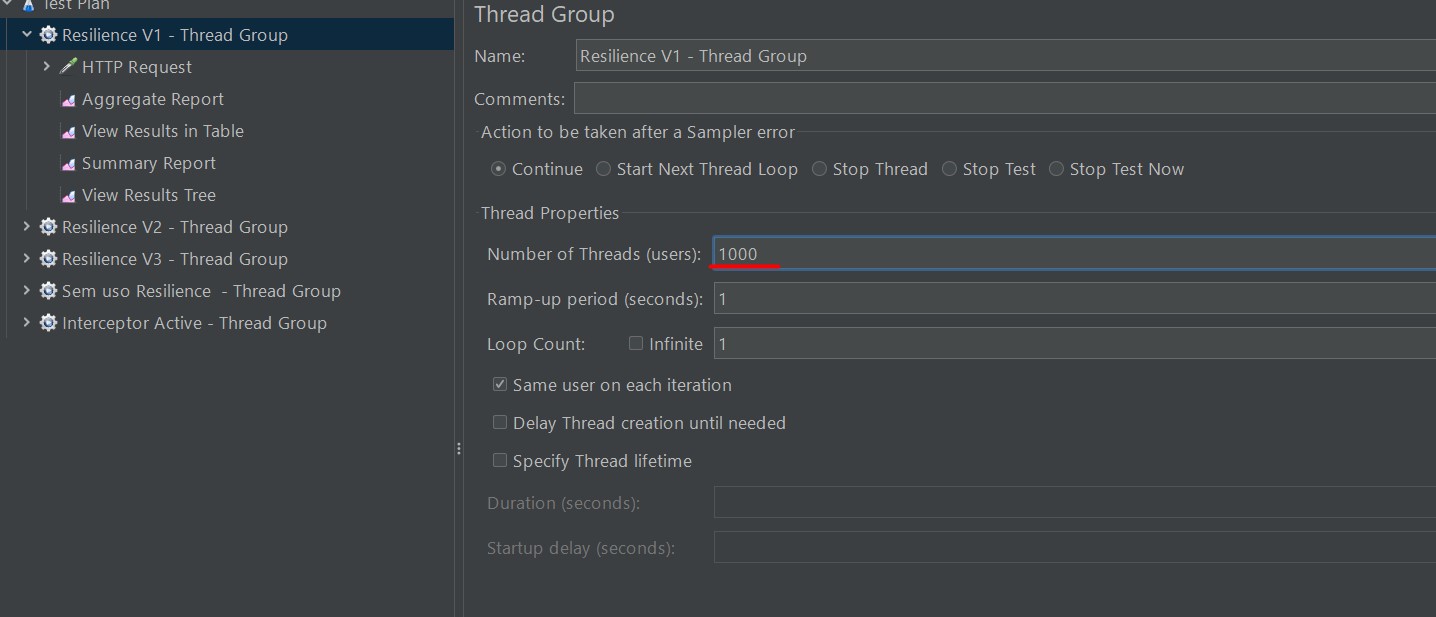 Test Plan
Resilience V1 - Thread Group
HTTP Request
Aggregate Report
View Results in Table
Summary Report
View Results Tree
Resilience V2 - Thread Group
Resilience V3 - Thread Group
Sem uso Resilience  - Thread Group
Interceptor Active - Thread Group
Thread Group
Name: Resilience V1 - Thread Group
Comments:
Action to be taken after a Sampler error
Continue Start Next Thread Loop Stop Thread Stop Test Stop Test Now
Thread Properties
Number of Threads (users): 1000
Ramp-up period (seconds): 1
Loop Count: Infinite 1
Same user on each iteration
Delay Thread creation until needed
Specify Thread lifetime
Duration (seconds):
Startup delay (seconds):